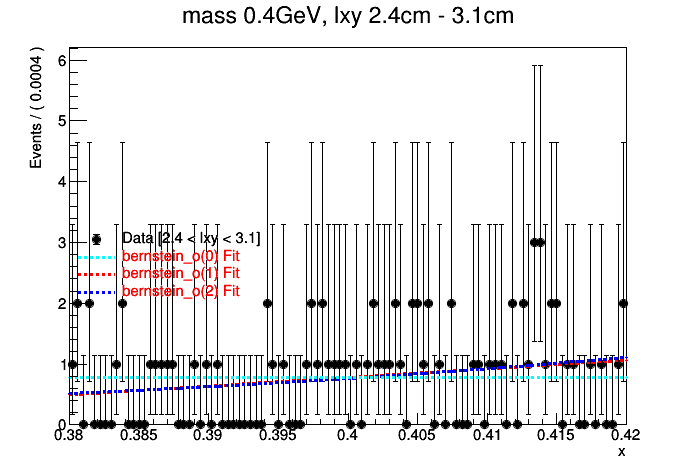 mass 0.4GeV, lxy 2.4cm - 3.1cm
Events / ( 0.0004 )
6
5
4
3
2
1
0
Data [2.4 < lxy < 3.1]
bernstein_o(0) Fit
bernstein_o(1) Fit
bernstein_o(2) Fit
0.38 0.385 0.39 0.395 0.4 0.405 0.41 0.415 0.42
x